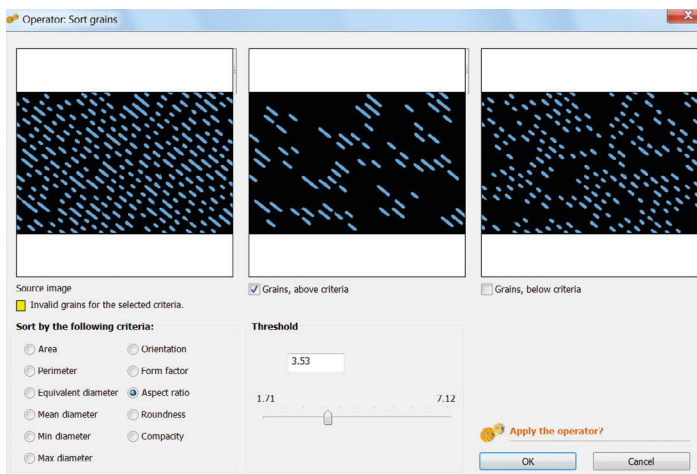 Operator: Sort grains
Source image
Invalid grains for the selected criteria.
Grains, above criteria
Grains, below criteria
Sort by the following criteria:
Area
Orientation
Perimeter
Form factor
Equivalent diameter
Aspect ratio
Mean diameter
Roundness
Min diameter
Compacity
Max diameter
Threshold
3.53
1.71
7.12
Apply the operator?
OK
Cancel